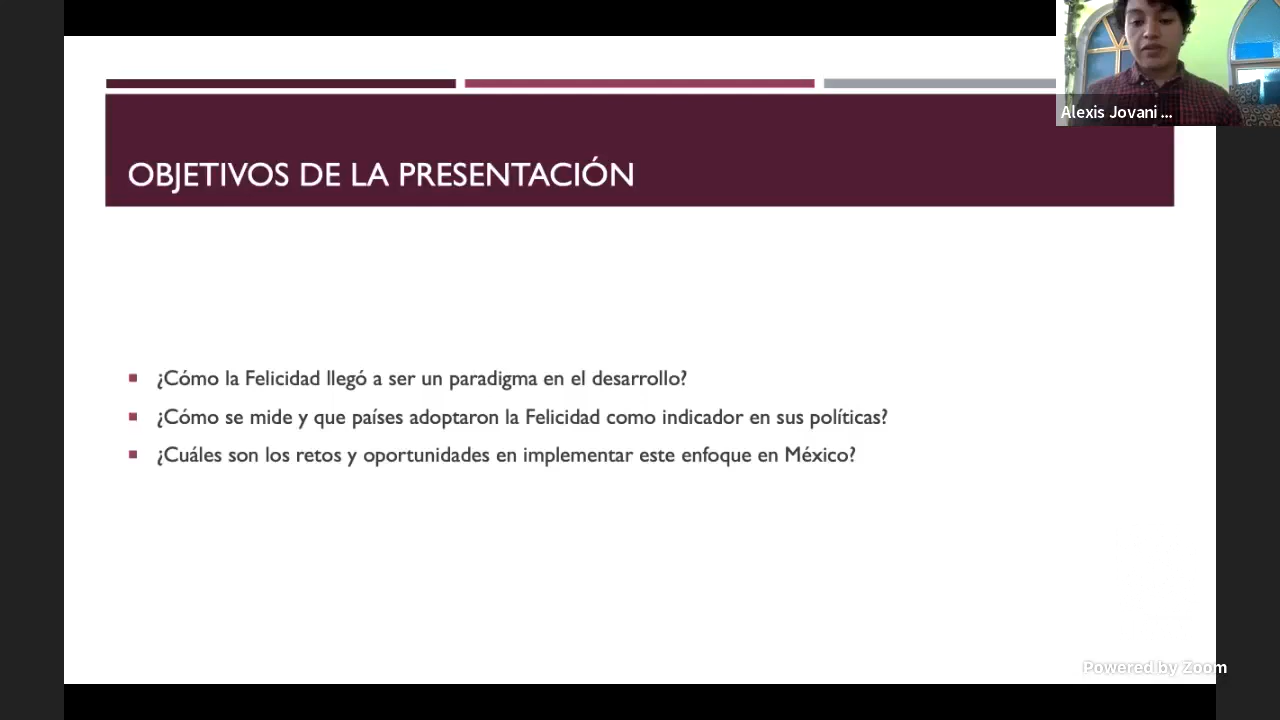 Alexis Jovani ...
OBJETIVOS DE LA PRESENTACIÓN
¿Cómo la Felicidad llegó a ser un paradigma en el desarrollo?
¿Cómo se mide y que países adoptaron la Felicidad como indicador en sus políticas?
¿Cuáles son los retos y oportunidades en implementar este enfoque en México?
Powered by Zoom